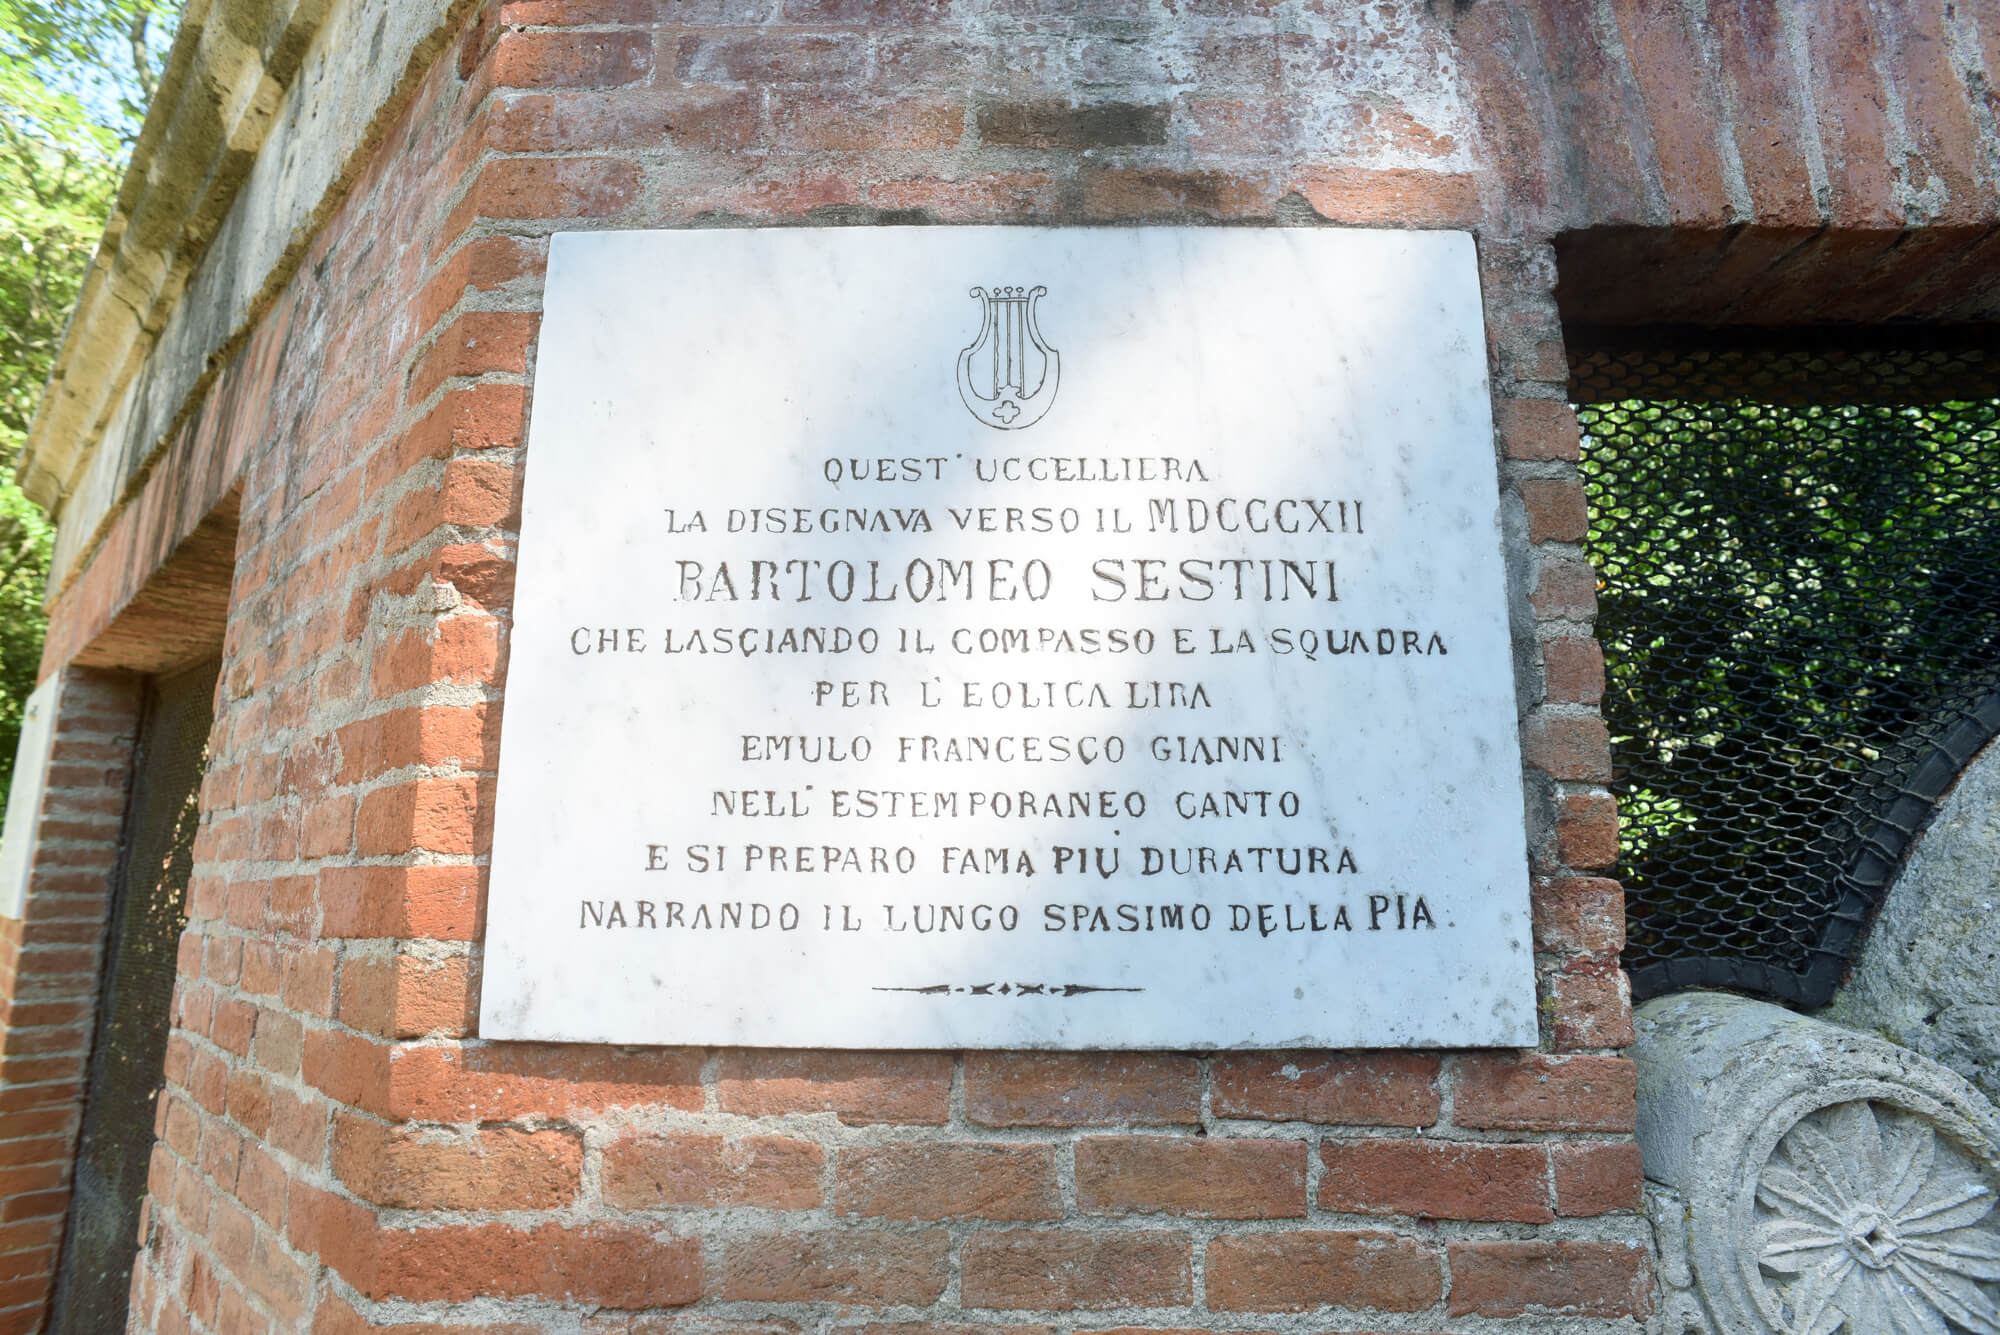 QUEST' UCCELLIERA
LA DISEGNAVA VERSO IL MDCCCXII
BARTOLOMEO SESTINI
CHE LASCIANDO IL COMPASSO E LA SQUADRA
PER L'EOLICA LIRA
EMULO FRANCESCO GIANNI
NELL' ESTEMPORANEO CANTO
E SI PREPARO FAMA PIÙ DURATURA
NARRANDO IL LUNGO SPASIMO DELLA PIA.